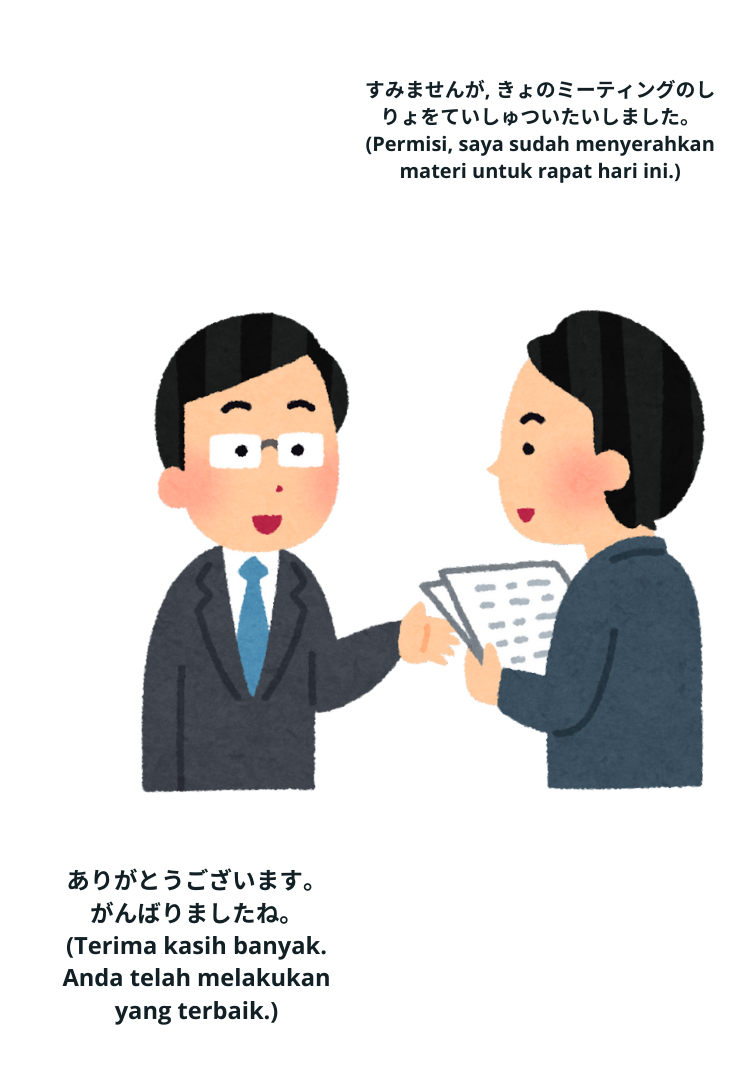 すみませんが, きょのミーティングのし
りょをていしゅついたいしました。
(Permisi, saya sudah menyerahkan
materi untuk rapat hari ini.)
ありがとうございます。
がんばりましたね。
(Terima kasih banyak.
Anda telah melakukan
yang terbaik.)